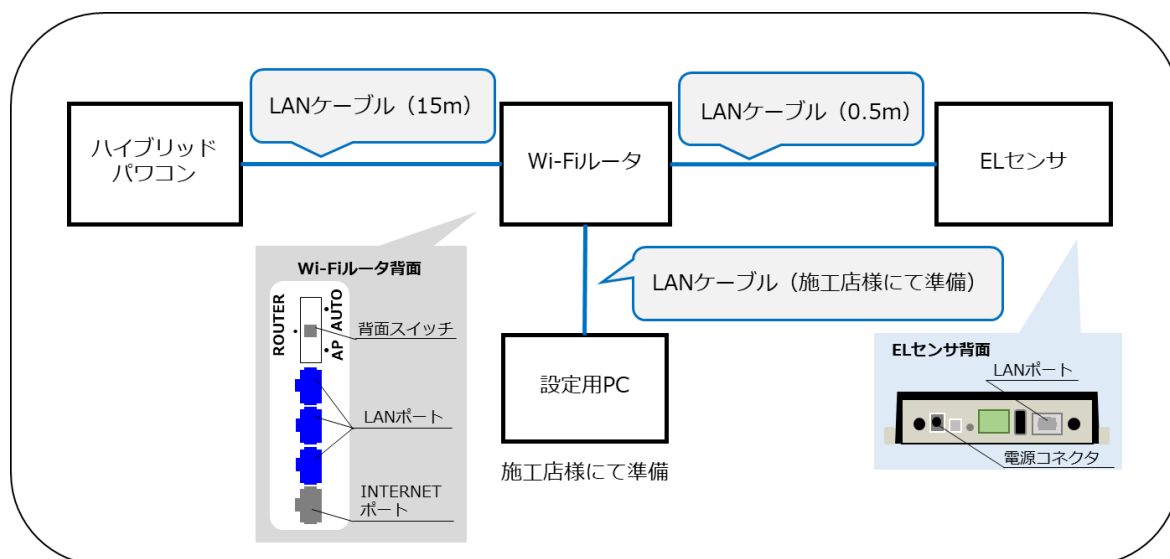 LANケーブル（15m）
LANケーブル（0.5m）
ハイブリッド
パワコン
Wi-Fiルータ
ELセンサ
Wi-Fiルータ背面
ROUTER
AUTO
AP
背面スイッチ
LANポート
INTERNET
ポート
LANケーブル（施工店様にて準備）
設定用PC
施工店様にて準備
ELセンサ背面
LANポート
電源コネクタ